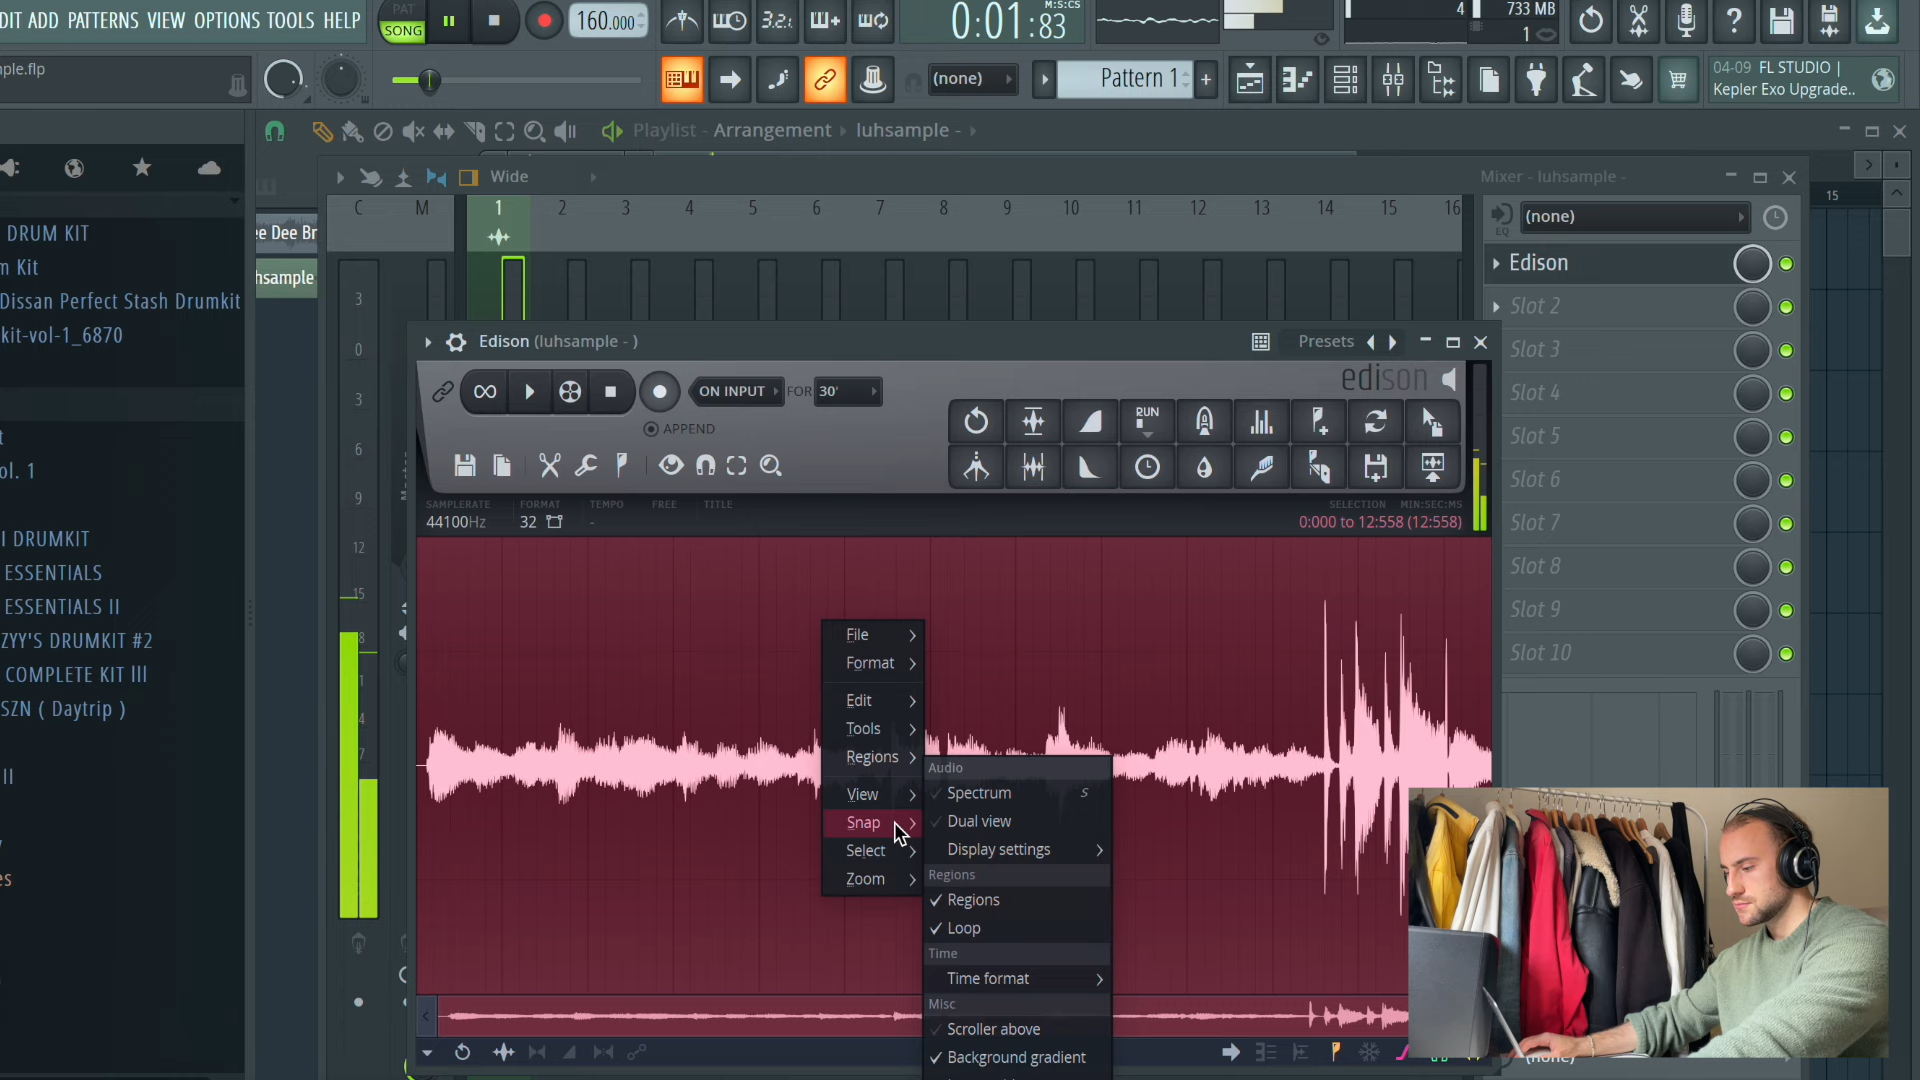 DIT ADD PATTERNS VIEW OPTIONS TOOLS HELP
PAT
SONG
160.000
3.2.
0:01:83
M:S:CS
4
733 MB
1
mple.flp
(none)
Pattern 1
04-09 FL STUDIO |
Kepler Exo Upgrade..
Playlist - Arrangement
luhsample -
Wide
Mixer - luhsample -
15
C M 1 2 3 4 5 6 7 8 9 10 11 12 13 14 15 16
(none)
EQ
DRUM KIT
m Kit
Dissan Perfect Stash Drumkit
kit-vol-1_6870
t
ol. 1
I DRUMKIT
ESSENTIALS
ESSENTIALS II
ZYY'S DRUMKIT #2
COMPLETE KIT lll
SZN ( Daytrip )
II
es
ee Dee Br
hsample
3
0
3
6
9
12
15
Edison
Slot 2
Slot 3
Slot 4
Slot 5
Slot 6
Slot 7
Slot 8
Slot 9
Slot 10
Edison (luhsample - )
Presets
edison
ON INPUT
FOR
30'
APPEND
RUN
SAMPLERATE FORMAT TEMPO FREE TITLE
44100Hz 32 -
SELECTION MIN:SEC:MS
0:000 to 12:558 (12:558)
File
Format
Edit
Tools
Regions
View
Snap
Select
Zoom
Audio
Spectrum S
Dual view
Display settings
Regions
Regions
Loop
Time
Time format
Misc
Scroller above
Background gradient
(none)